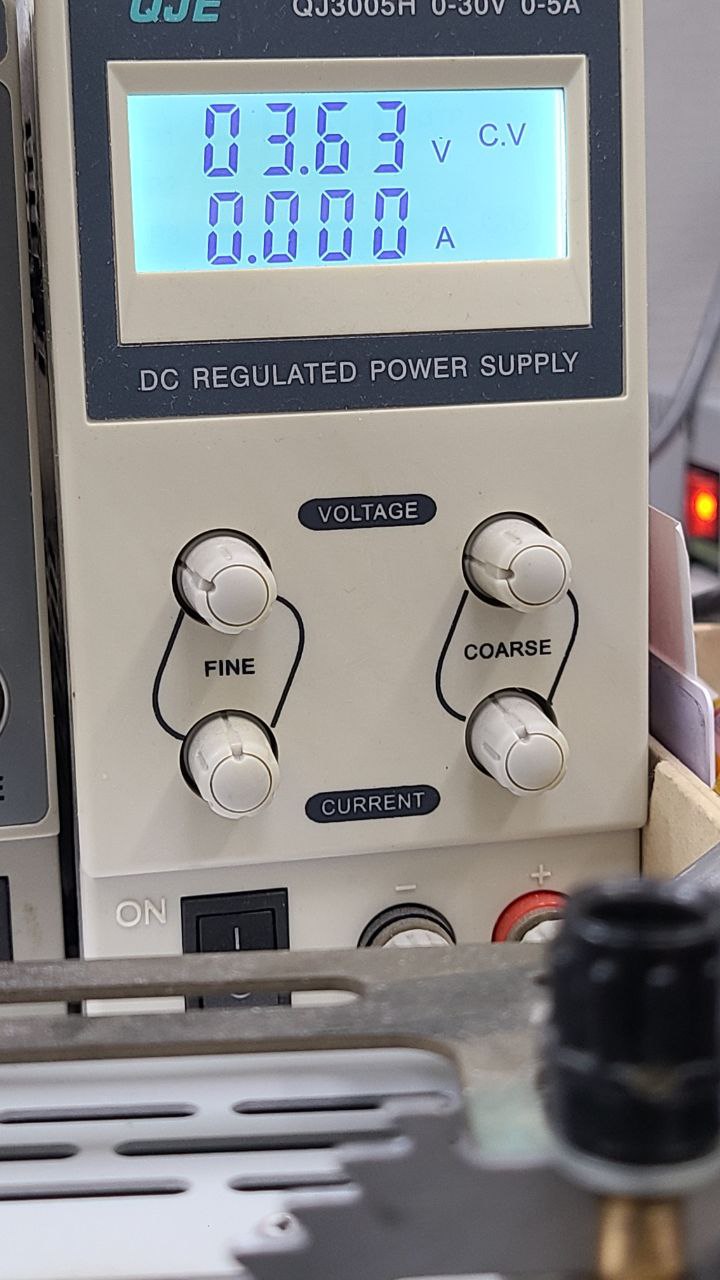 QJE QJ3005H 0-30V 0-5A
03.63 V C.V
0.000 A
DC REGULATED POWER SUPPLY
VOLTAGE
FINE COARSE
CURRENT
ON - +